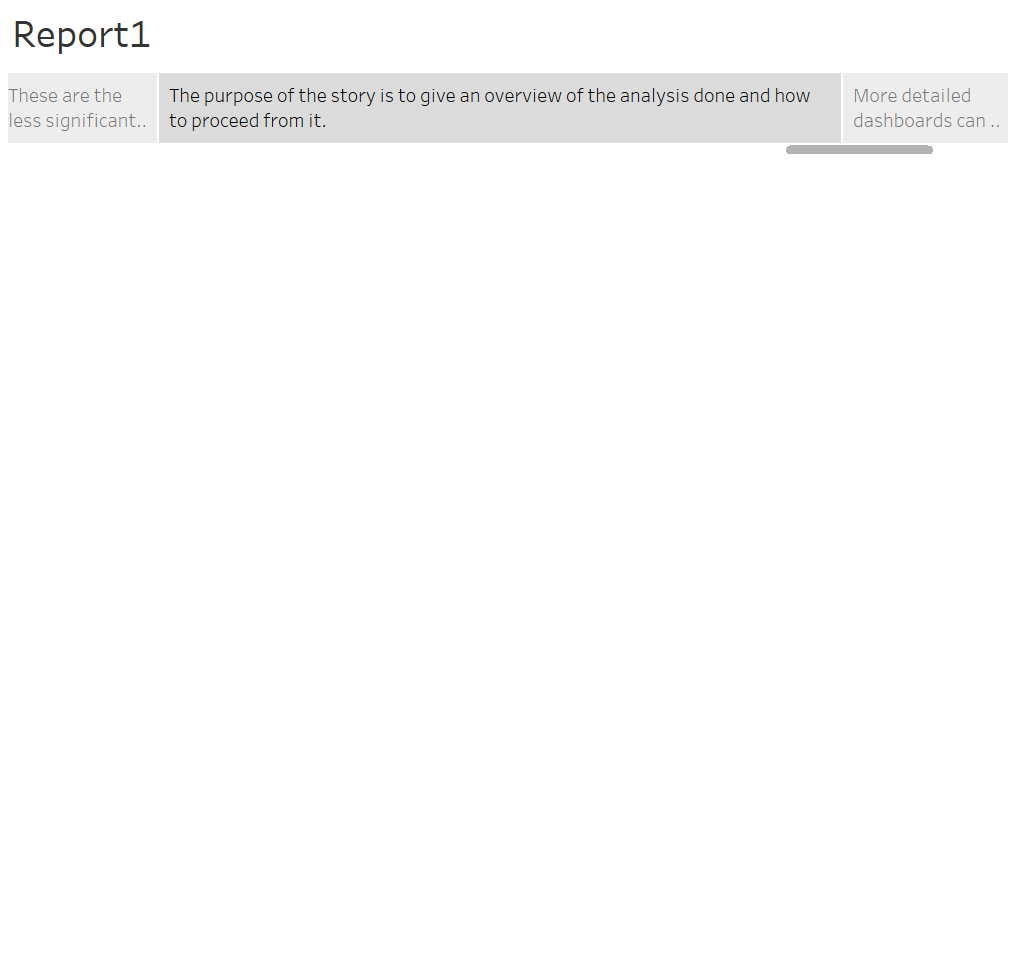 Report1
These are the
less significant..
The purpose of the story is to give an overview of the analysis done and how
to proceed from it.
More detailed
dashboards can ..